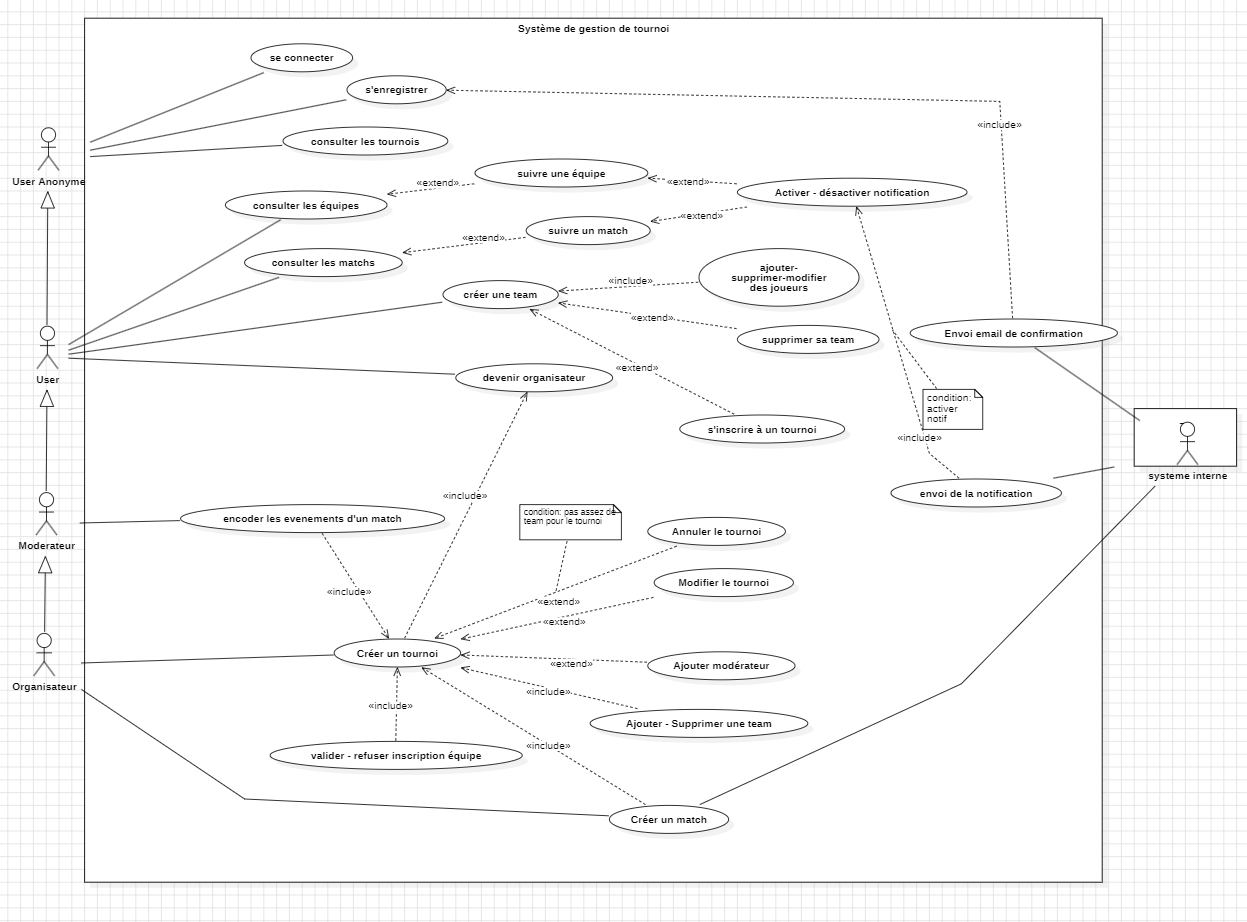 Système de gestion de tournoi
se connecter
s'enregistrer
«include»
consulter les tournois
User Anonyme
suivre une équipe
«extend»
«extend»
Activer - désactiver notification
consulter les équipes
«extend»
suivre un match
«extend»
consulter les matchs
ajouter-
supprimer-modifier
des joueurs
«include»
créer une team
«extend»
supprimer sa team
Envoi email de confirmation
User
«extend»
devenir organisateur
condition:
activer
notif
s'inscrire à un tournoi
«include»
systeme interne
envoi de la notification
«include»
condition: pas assez de
team pour le tournoi
encoder les evenements d'un match
Annuler le tournoi
Moderateur
Modifier le tournoi
«include»
«extend»
«extend»
Créer un tournoi
«extend»
Ajouter modérateur
Organisateur
«include»
«include»
Ajouter - Supprimer une team
«include»
valider - refuser inscription équipe
Créer un match